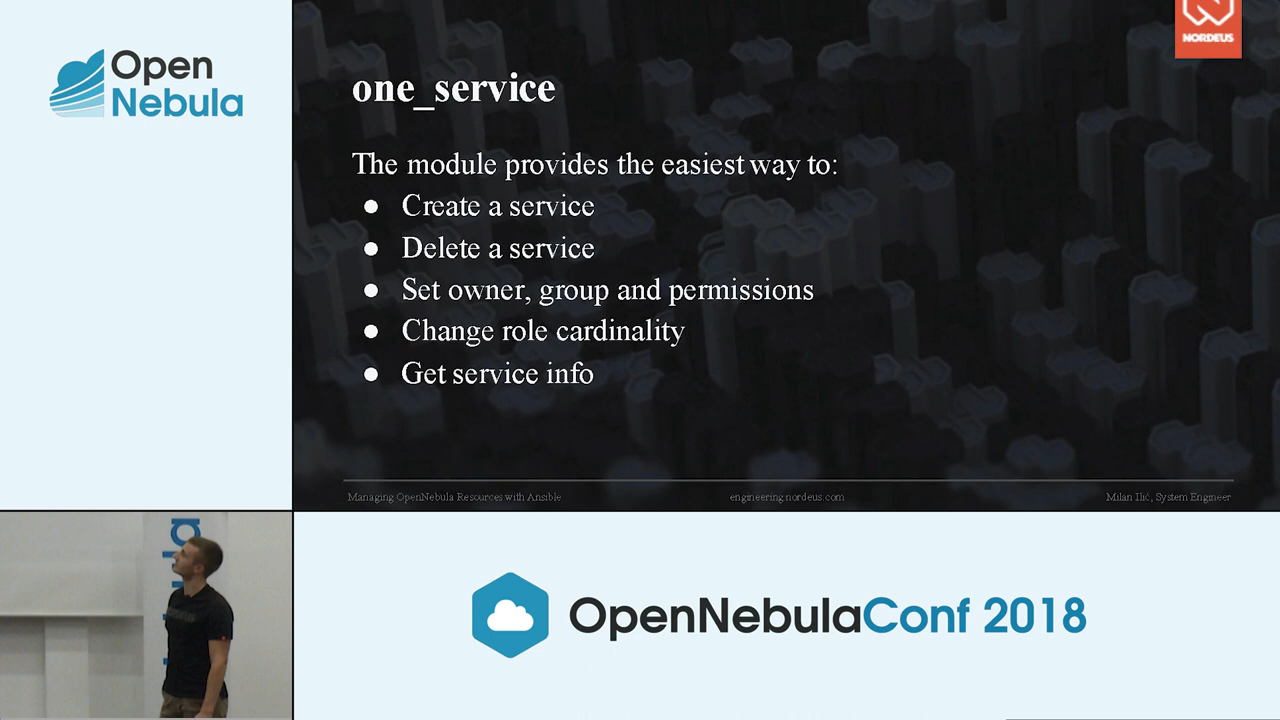 Open
Nebula
NORDEUS
one_service
The module provides the easiest way to:
● Create a service
● Delete a service
● Set owner, group and permissions
● Change role cardinality
● Get service info
Managing OpenNebula Resources with Ansible
engineering.nordeus.com
Milan Ilić, System Engineer
OpenNebulaConf 2018